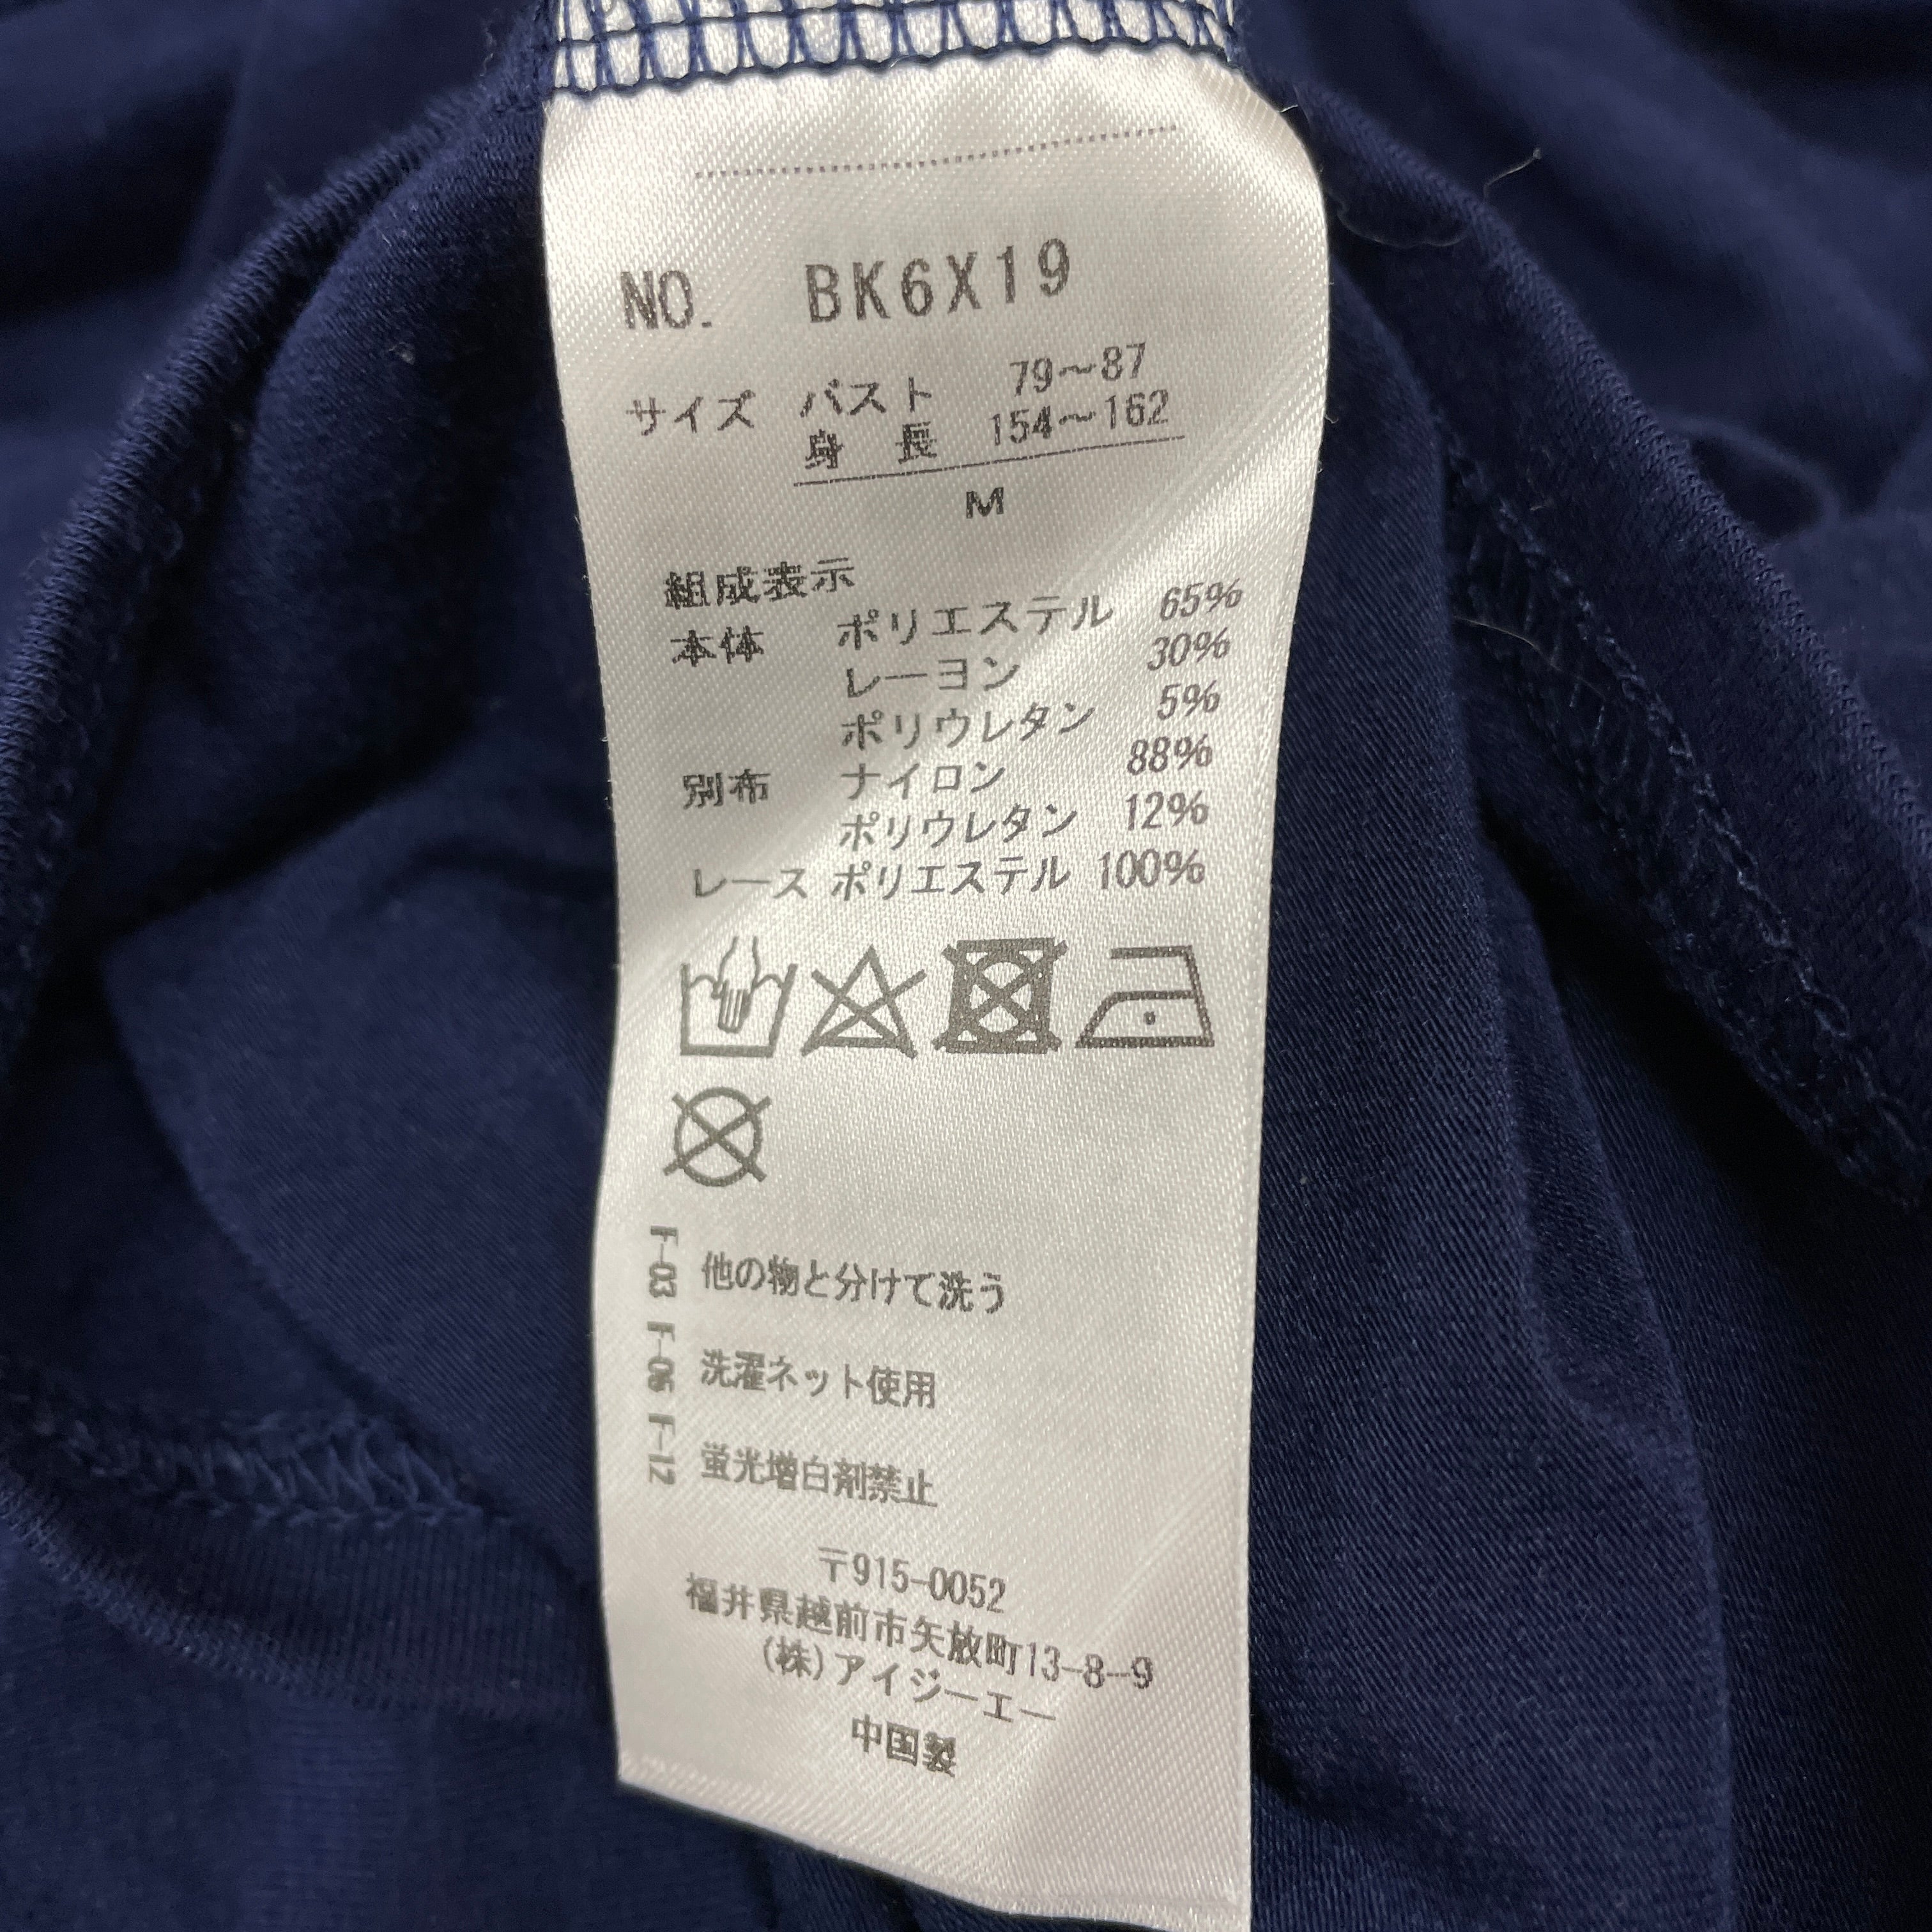 NO. BK6X19
サイズ バスト 79〜87
身 長 154〜162
M
組成表示
本体 ポリエステル 65%
レーヨン 30%
ポリウレタン 5%
別布 ナイロン 88%
ポリウレタン 12%
レース ポリエステル 100%
F-03 他の物と分けて洗う
F-06 洗濯ネット使用
F-12 蛍光増白剤禁止
〒915-0052
福井県越前市矢放町13-8-9
(株)アイジーエー
中国製